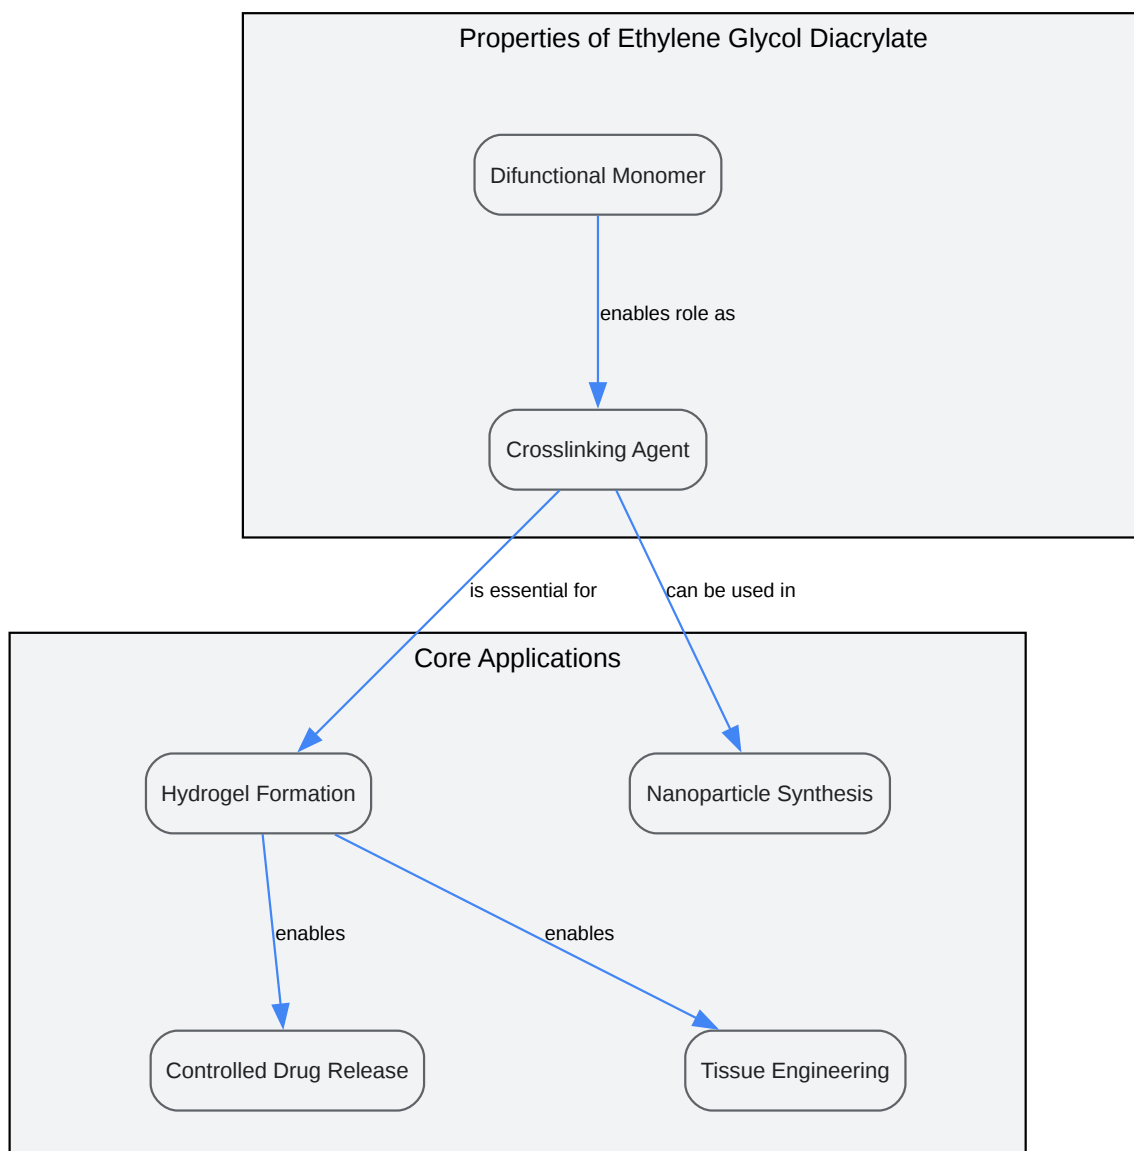 Properties of Ethylene Glycol Diacrylate
Difunctional Monomer
enables role as
Crosslinking Agent
is essential for
can be used in
Core Applications
Hydrogel Formation
Nanoparticle Synthesis
enables
enables
Controlled Drug Release
Tissue Engineering